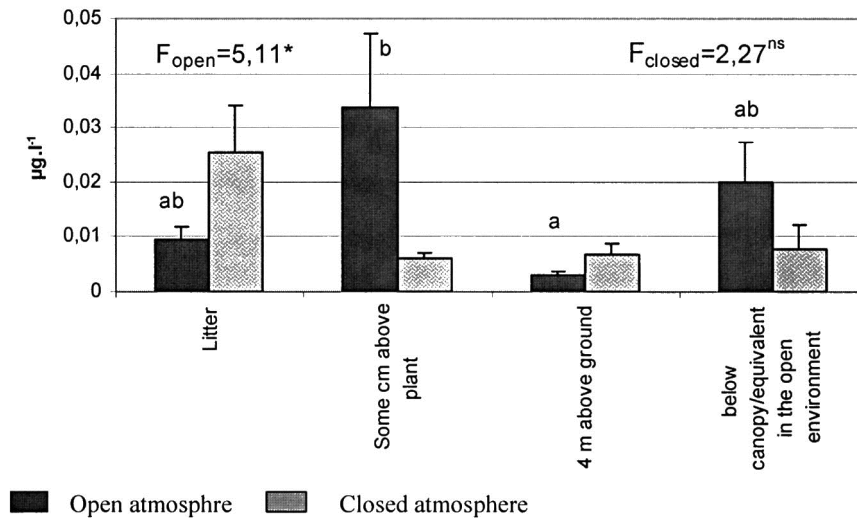 0,05
0,04
0,03
0,02
0,01
0
µg.l⁻¹
F_open=5,11*
F_closed=2,27ⁿˢ
ab
b
a
ab
Litter
Some cm above
plant
4 m above ground
below
canopy/equivalent
in the open
environment
Open atmosphre
Closed atmosphere